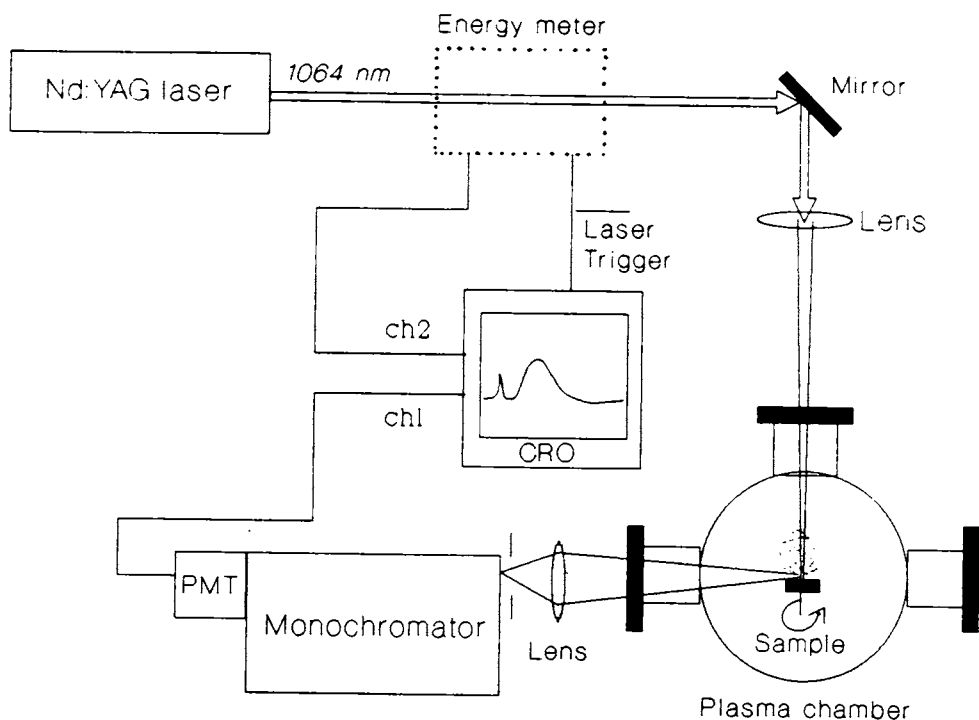 Energy meter
Nd:YAG laser
1064 nm
Mirror
Lens
Laser
Trigger
ch2
ch1
CRO
PMT
Monochromator
Lens
Sample
Plasma chamber